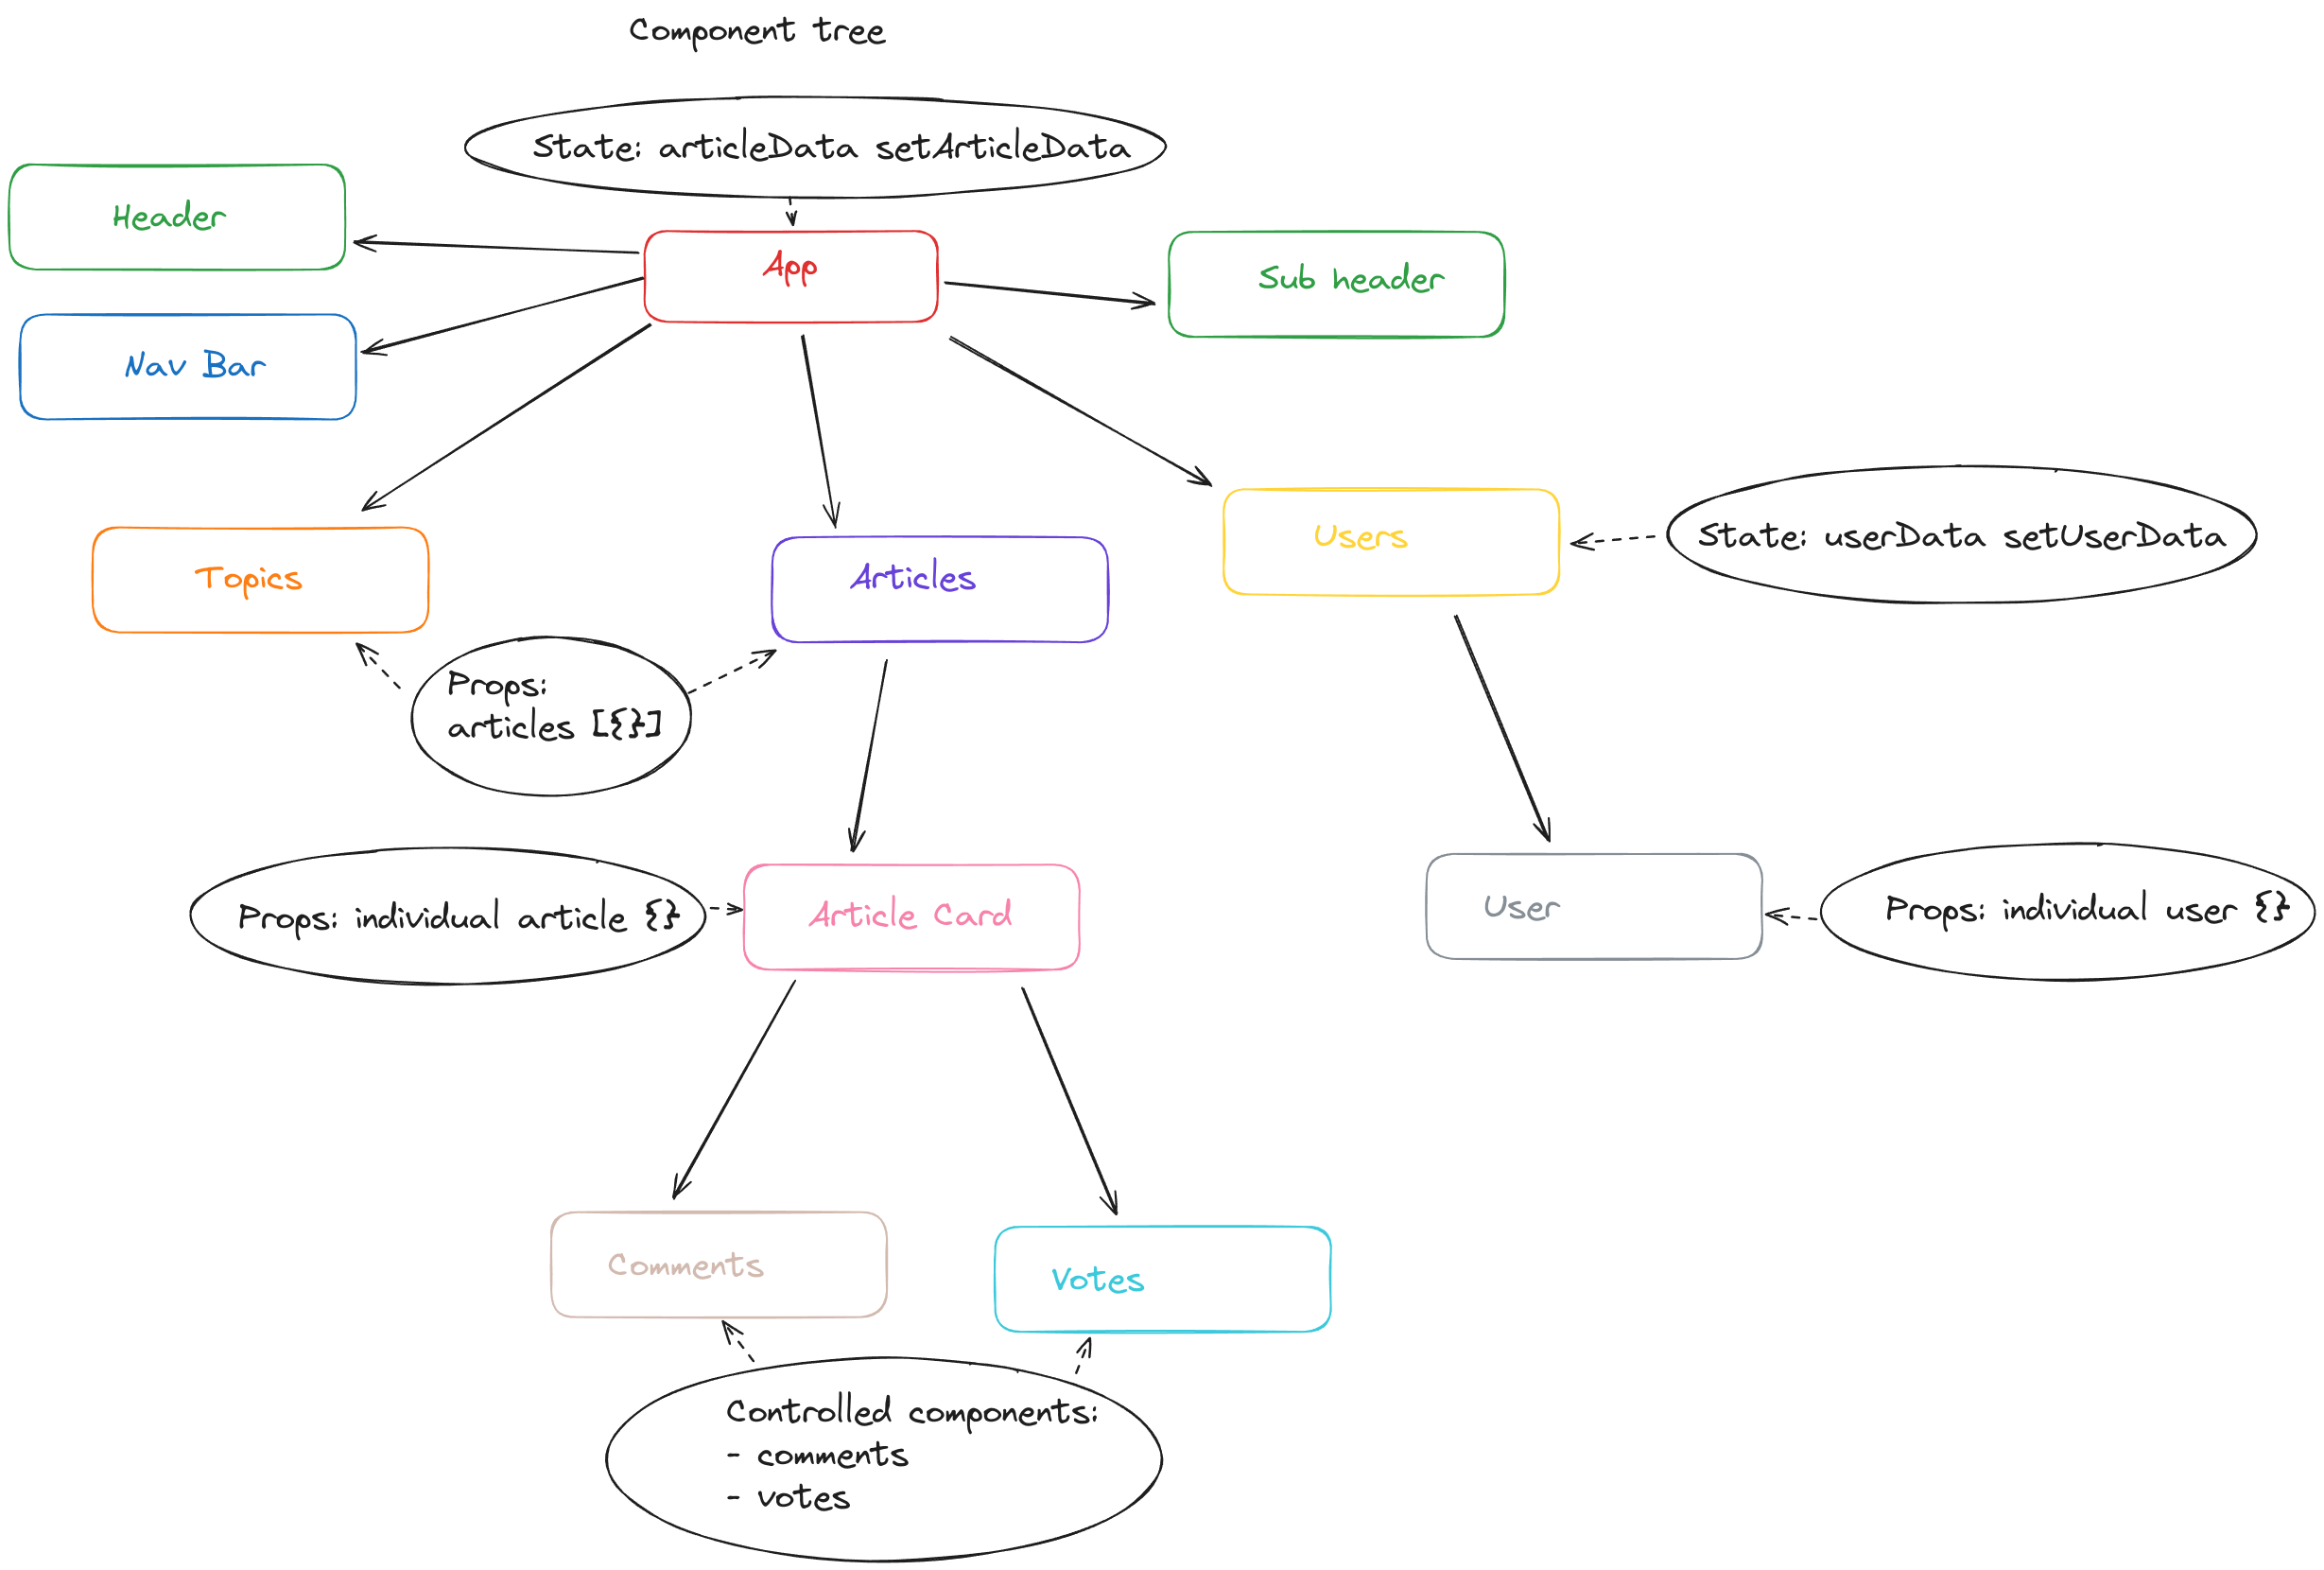 Component tree
State: articleData setArticleData
Header
App
Sub header
Nav Bar
Users
State: userData setUserData
Topics
Articles
Props:
articles [{}]
Props: individual article {}
Article Card
User
Props: individual user {}
Comments
Votes
Controlled components:
- comments
- votes